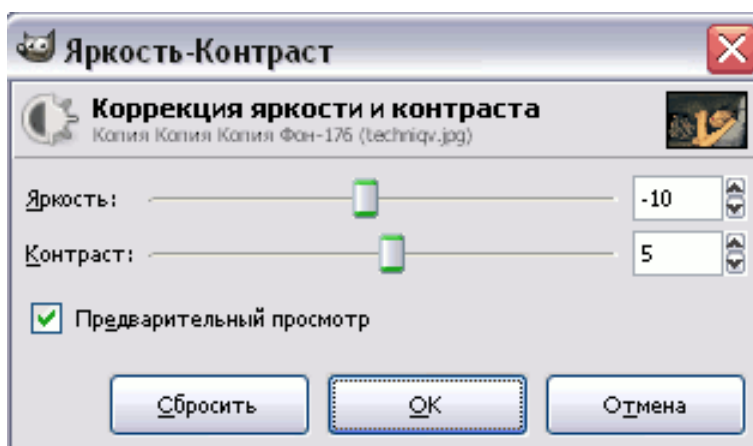 Яркость-Контраст
Коррекция яркости и контраста
Копия Копия Копия Фон-176 (techniqv.jpg)
Яркость: -10
Контраст: 5
Предварительный просмотр
Сбросить OK Отмена